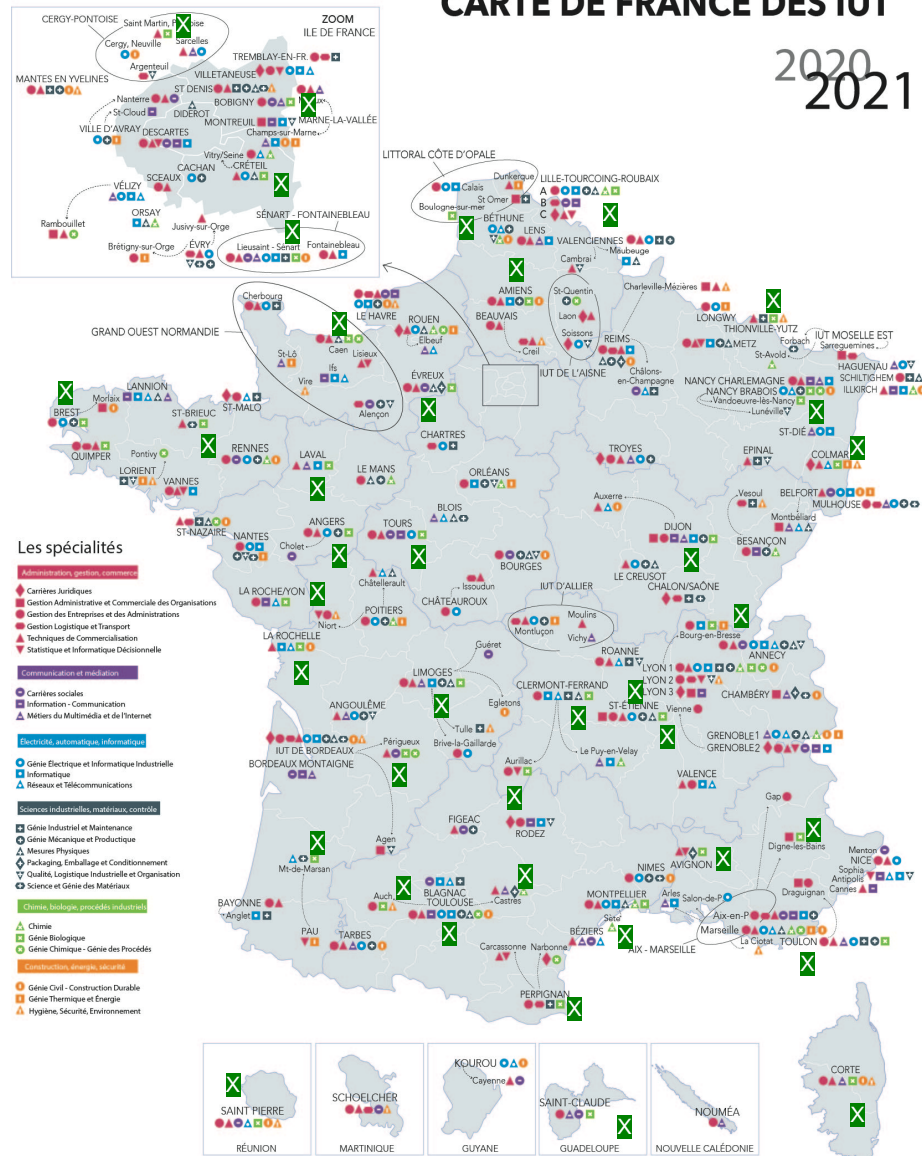 CARTE DE FRANCE DES IUT
2020
2021
ZOOM
ILE DE FRANCE
CERGY-PONTOISE
Saint Martin,
Cergy, Neuville
Sarcelles
Argenteuil
TREMBLAY-EN-FR.
VILLETANEUSE
MANTES EN YVELINES
ST DENIS
Nanterre
BOBIGNY
St-Cloud
DIDEROT
MONTREUIL
MARNE-LA-VALLÉE
VILLE D'AVRAY
DESCARTES
Champs-sur-Marne
Vitry/Seine
CRÉTEIL
CACHAN
SCEAUX
VÉLIZY
ORSAY
Rambouillet
Jusivy-sur-Orge
SÉNART - FONTAINEBLEAU
Brétigny-sur-Orge
ÉVRY
Lieusaint - Sénart
Fontainebleau
LITTORAL CÔTE D'OPALE
Dunkerque
LILLE-TOURCOING-ROUBAIX
A
B
C
Calais
St Omer
Boulogne-sur-mer
BÉTHUNE
LENS
VALENCIENNES
Maubeuge
Cambrai
AMIENS
St-Quentin
Charleville-Mézières
BEAUVAIS
Laon
Soissons
Creil
IUT DE L'AISNE
REIMS
Châlons-
en-Champagne
LONGWY
THIONVILLE-YUTZ
METZ
Forbach
IUT MOSELLE EST
Sarreguemines
St-Avold
HAGUENAU
SCHILTIGHEM
ILLKIRCH
NANCY CHARLEMAGNE
NANCY BRABOIS
Vandoeuvre-lès-Nancy
Lunéville
ST-DIÉ
EPINAL
COLMAR
Cherbourg
GRAND OUEST NORMANDIE
LE HAVRE
ROUEN
Elbeuf
Caen
Lisieux
St-Lô
Ifs
Vire
Alençon
ÉVREUX
CHARTRES
LANNION
Morlaix
BREST
ST-BRIEUC
ST-MALO
QUIMPER
Pontivy
LORIENT
VANNES
RENNES
LAVAL
LE MANS
ORLÉANS
TROYES
BLOIS
Auxerre
Vesoul
BELFORT
MULHOUSE
Montbéliard
BESANÇON
DIJON
LE CREUSOT
CHALON/SAÔNE
ST-NAZAIRE
NANTES
ANGERS
Cholet
TOURS
BOURGES
Issoudun
CHÂTEAUROUX
LA ROCHE/YON
Châtellerault
POITIERS
Niort
LA ROCHELLE
IUT D'ALLIER
Montluçon
Moulins
Vichy
Bourg-en-Bresse
ANNECY
ROANNE
LYON 1
LYON 2
LYON 3
CHAMBÉRY
Guéret
LIMOGES
CLERMONT-FERRAND
ST-ÉTIENNE
Vienne
Egletons
Tulle
Brive-la-Gaillarde
Le Puy-en-Velay
GRENOBLE1
GRENOBLE2
ANGOULÊME
IUT DE BORDEAUX
BORDEAUX MONTAIGNE
Périgueux
Aurillac
VALENCE
Gap
FIGEAC
RODEZ
Agen
Mt-de-Marsan
Digne-les-Bains
AVIGNON
NIMES
Menton
NICE
Sophia
Antipolis
Cannes
Draguignan
BAYONNE
Anglet
Auch
BLAGNAC
TOULOUSE
Castres
MONTPELLIER
Arles
Salon-de-P
Aix-en-P
Marseille
La Ciotat
TOULON
AIX - MARSEILLE
PAU
TARBES
Sète
BÉZIERS
Carcassonne
Narbonne
PERPIGNAN
CORTE
Les spécialités
Administration, gestion, commerce
Carrières Juridiques
Gestion Administrative et Commerciale des Organisations
Gestion des Entreprises et des Administrations
Gestion Logistique et Transport
Techniques de Commercialisation
Statistique et Informatique Décisionnelle
Communication et médiation
Carrières sociales
Information - Communication
Métiers du Multimédia et de l'Internet
Électricité, automatique, informatique
Génie Électrique et Informatique Industrielle
Informatique
Réseaux et Télécommunications
Sciences industrielles, matériaux, contrôle
Génie Industriel et Maintenance
Génie Mécanique et Productique
Mesures Physiques
Packaging, Emballage et Conditionnement
Qualité, Logistique Industrielle et Organisation
Science et Génie des Matériaux
Chimie, biologie, procédés industriels
Chimie
Génie Biologique
Génie Chimique - Génie des Procédés
Construction, énergie, sécurité
Génie Civil - Construction Durable
Génie Thermique et Énergie
Hygiène, Sécurité, Environnement
SAINT PIERRE
RÉUNION
SCHOELCHER
MARTINIQUE
KOUROU
Cayenne
GUYANE
SAINT-CLAUDE
GUADELOUPE
NOUMÉA
NOUVELLE CALÉDONIE